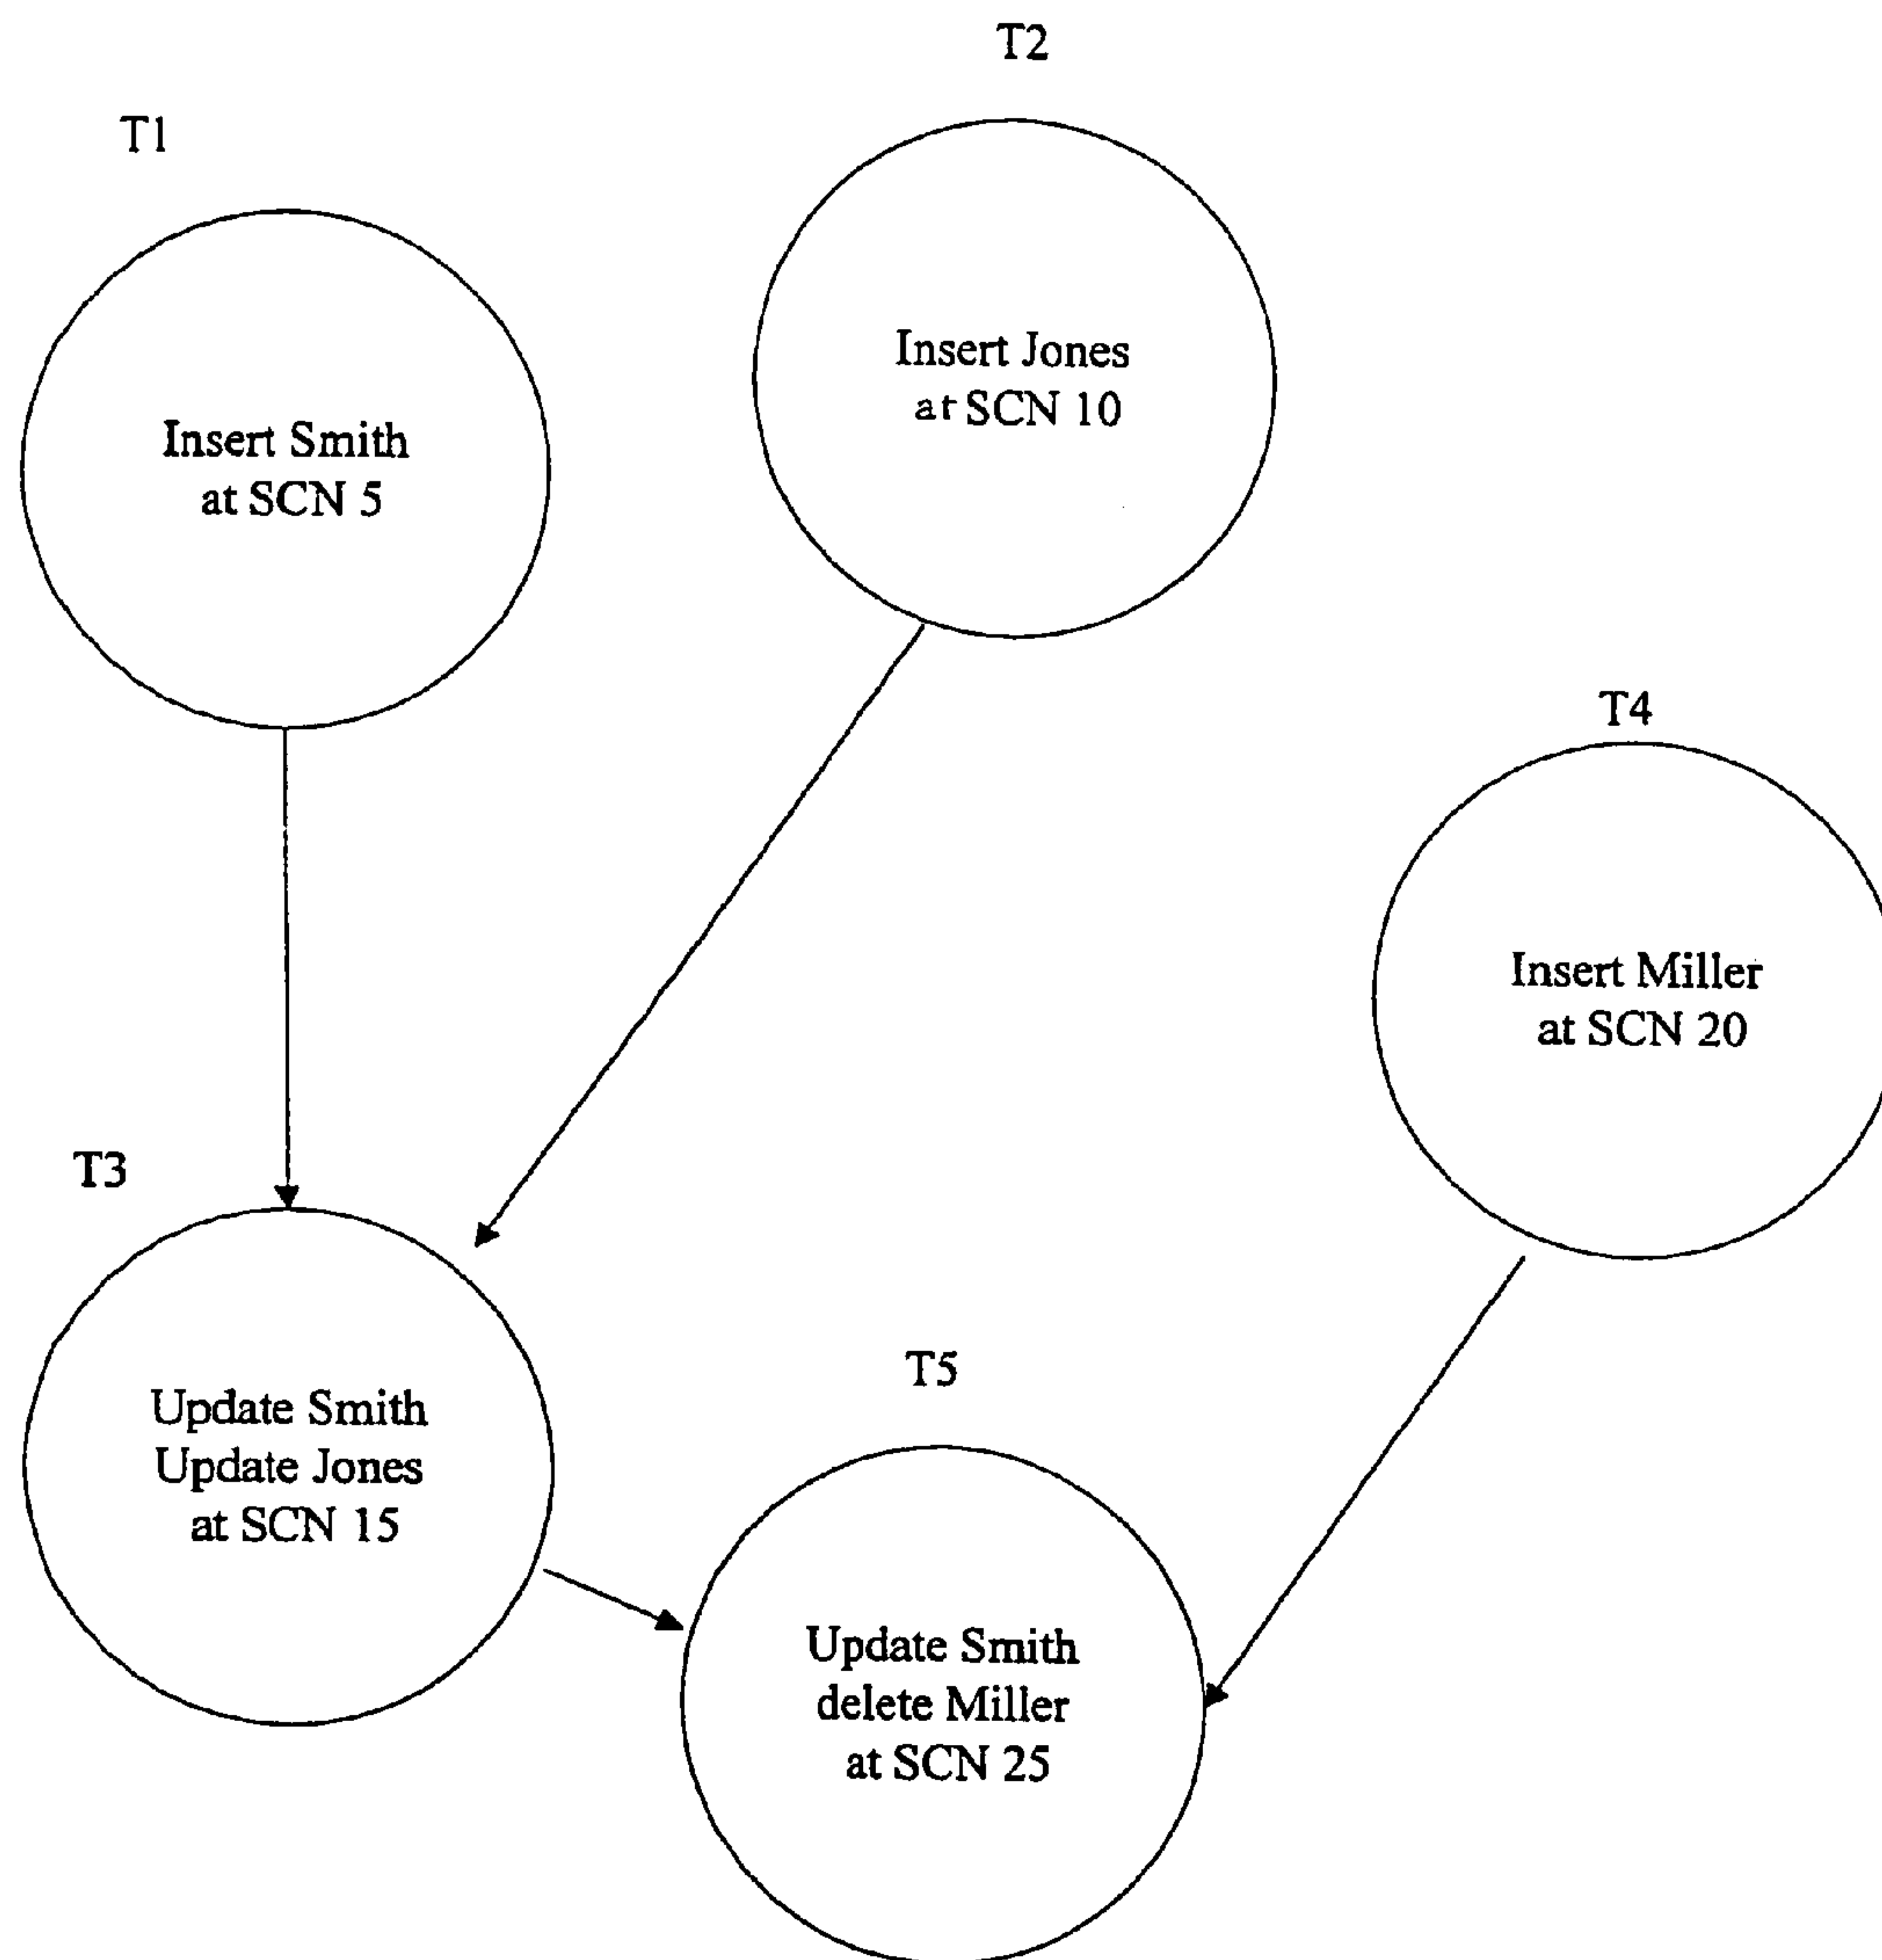 T1
Insert Smith
at SCN 5
T2
Insert Jones
at SCN 10
T3
Update Smith
Update Jones
at SCN 15
T4
Insert Miller
at SCN 20
T5
Update Smith
delete Miller
at SCN 25